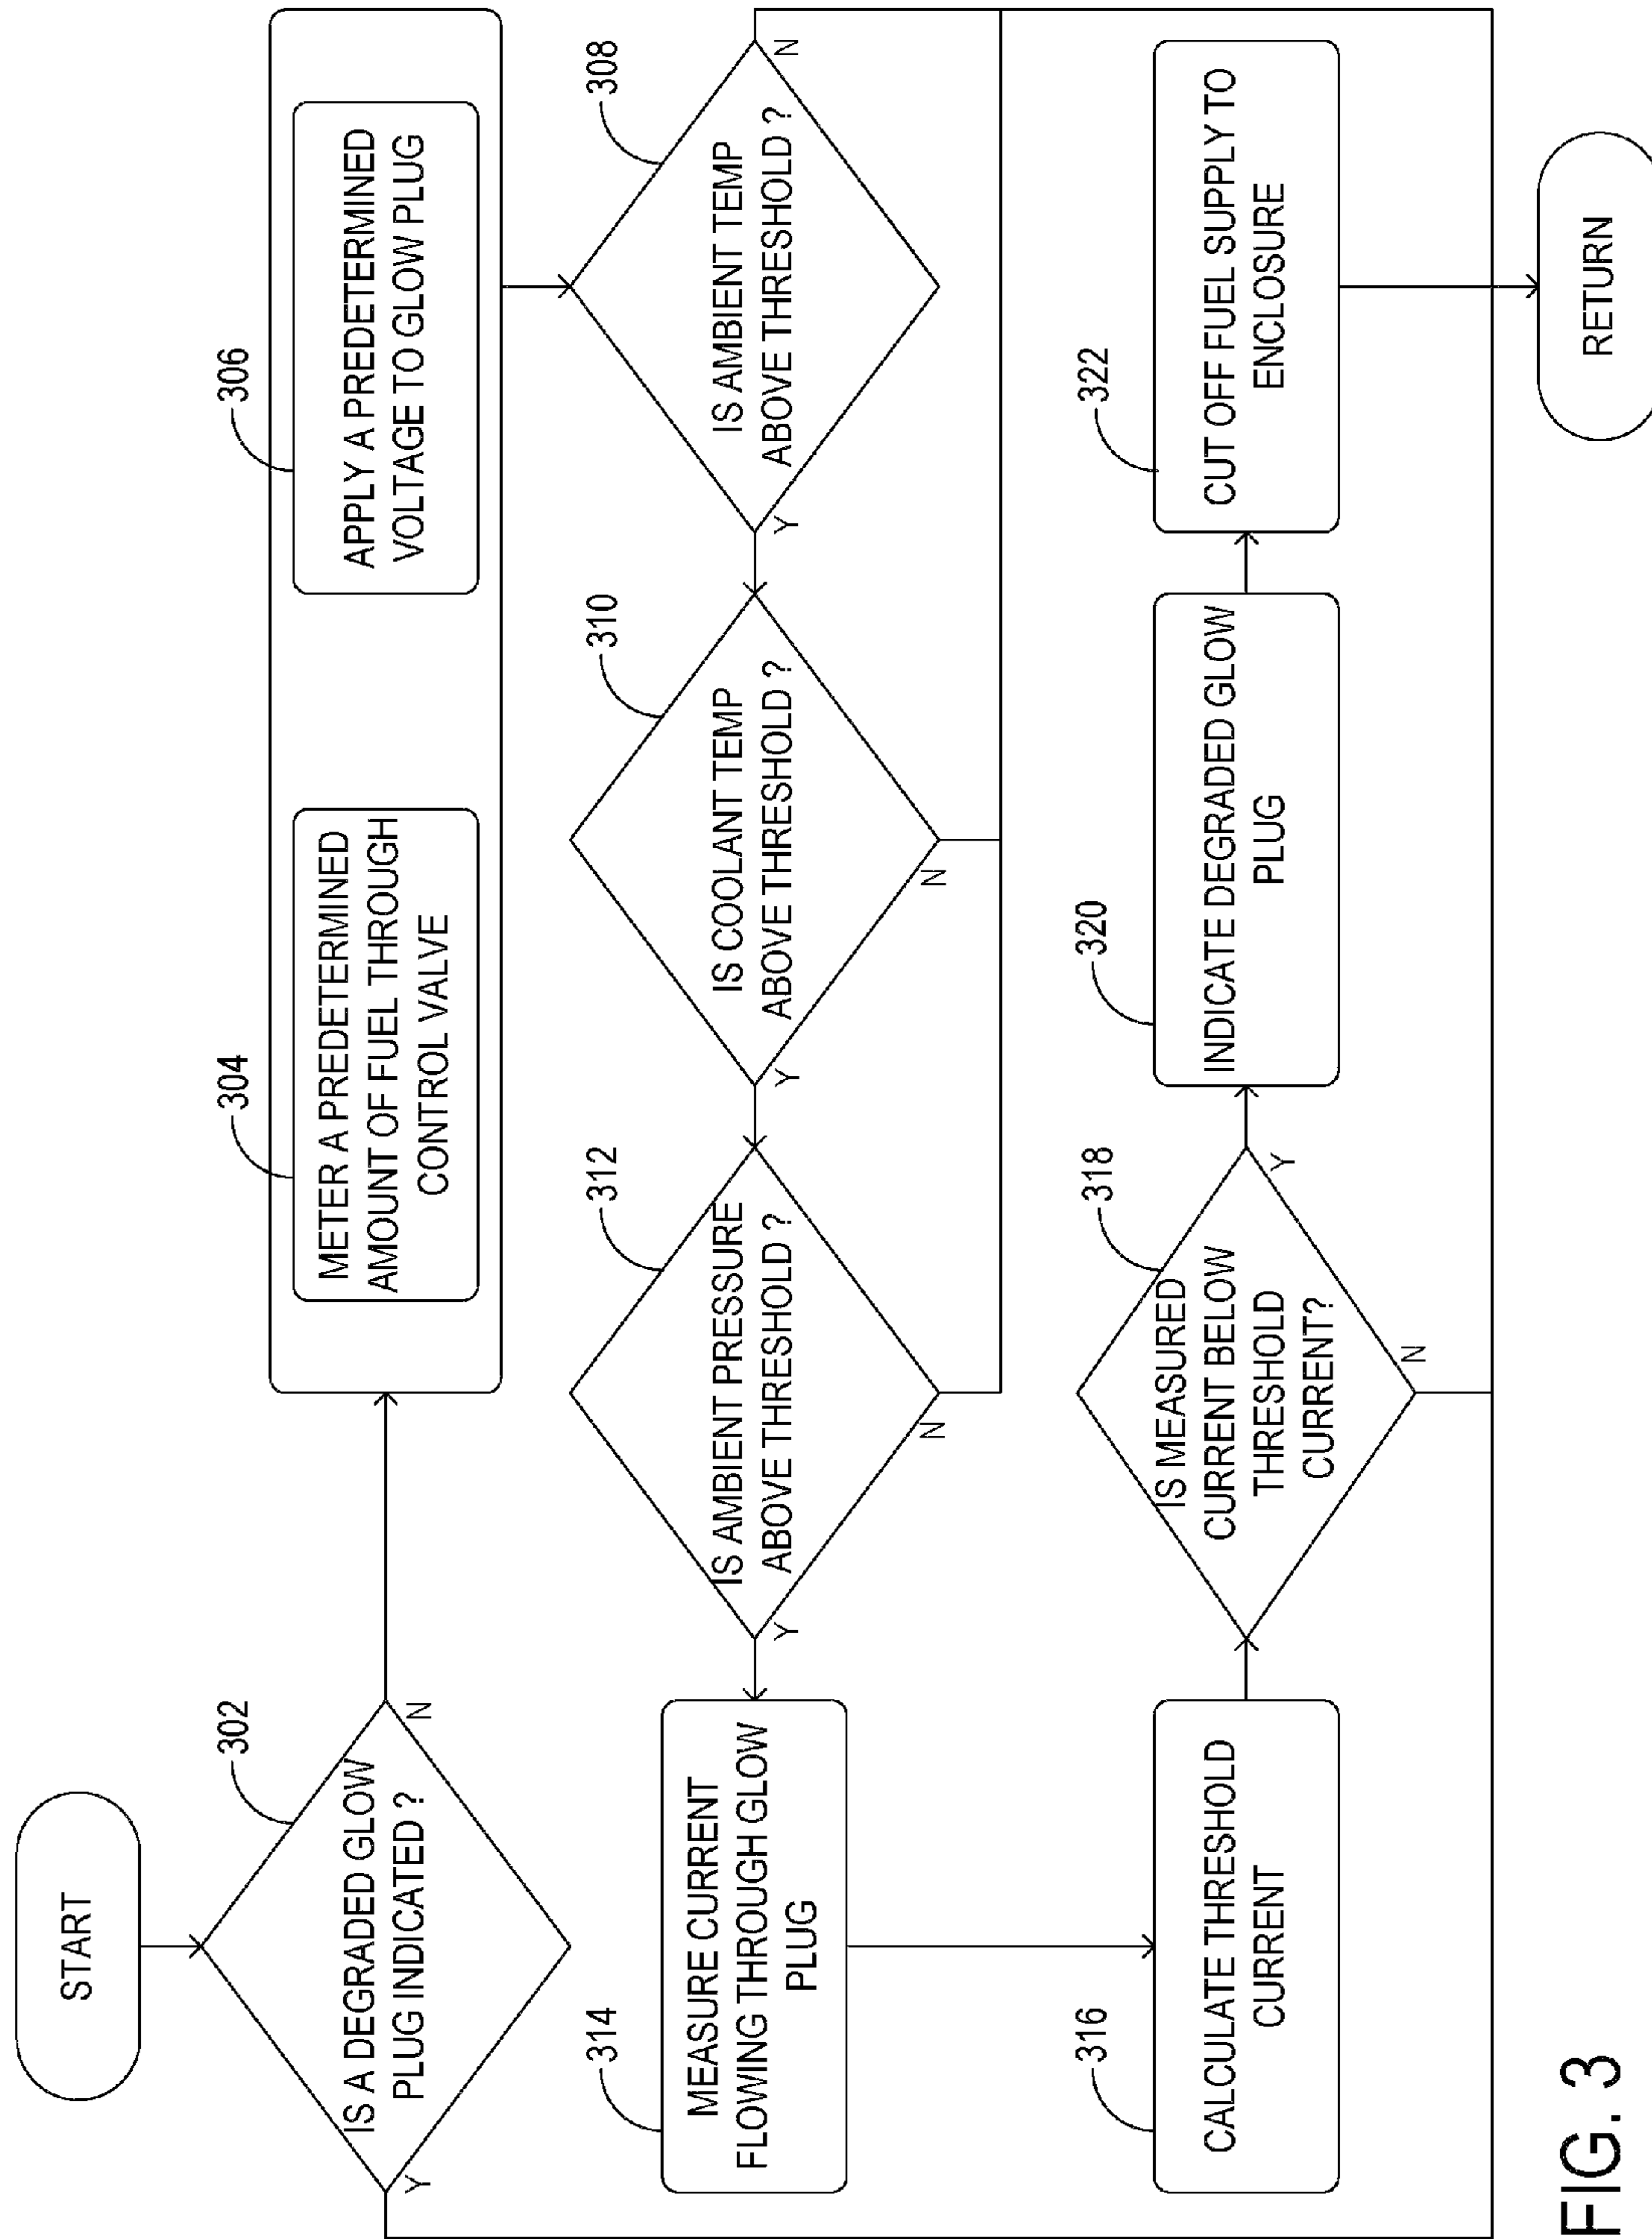 START
302
IS A DEGRADED GLOW
PLUG INDICATED ?
Y
N
304
METER A PREDETERMINED
AMOUNT OF FUEL THROUGH
CONTROL VALVE
306
APPLY A PREDETERMINED
VOLTAGE TO GLOW PLUG
308
IS AMBIENT TEMP
ABOVE THRESHOLD ?
Y
N
310
IS COOLANT TEMP
ABOVE THRESHOLD ?
Y
N
312
IS AMBIENT PRESSURE
ABOVE THRESHOLD ?
Y
N
314
MEASURE CURRENT
FLOWING THROUGH GLOW
PLUG
316
CALCULATE THRESHOLD
CURRENT
318
IS MEASURED
CURRENT BELOW
THRESHOLD
CURRENT?
Y
N
320
INDICATE DEGRADED GLOW
PLUG
322
CUT OFF FUEL SUPPLY TO
ENCLOSURE
RETURN
FIG. 3